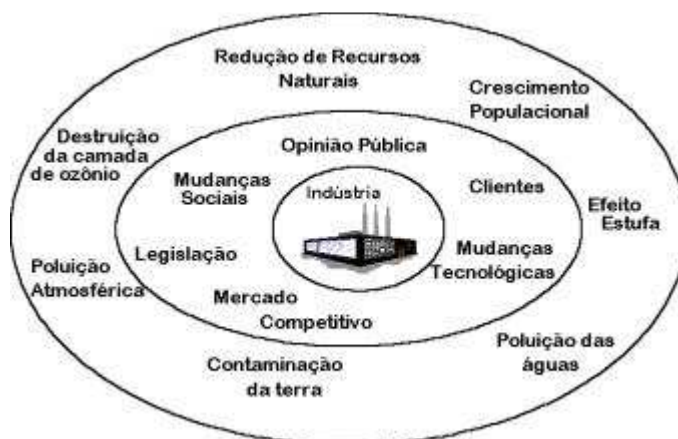 Redução de Recursos
Naturais
Crescimento
Populacional
Destruição
da camada
de ozônio
Opinião Pública
Mudanças
Sociais
Indústria
Clientes
Efeito
Estufa
Legislação
Mudanças
Tecnológicas
Poluição
Atmosférica
Mercado
Competitivo
Poluição das
águas
Contaminação
da terra